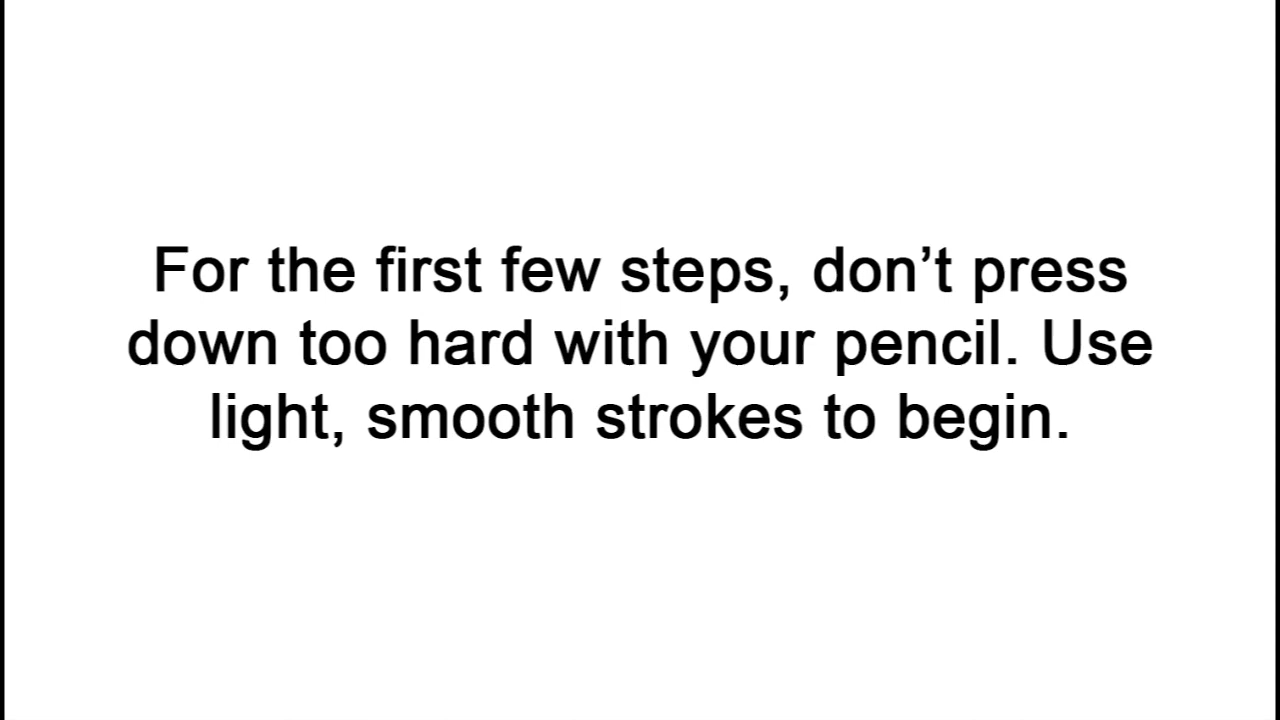 For the first few steps, don’t press
down too hard with your pencil. Use
light, smooth strokes to begin.